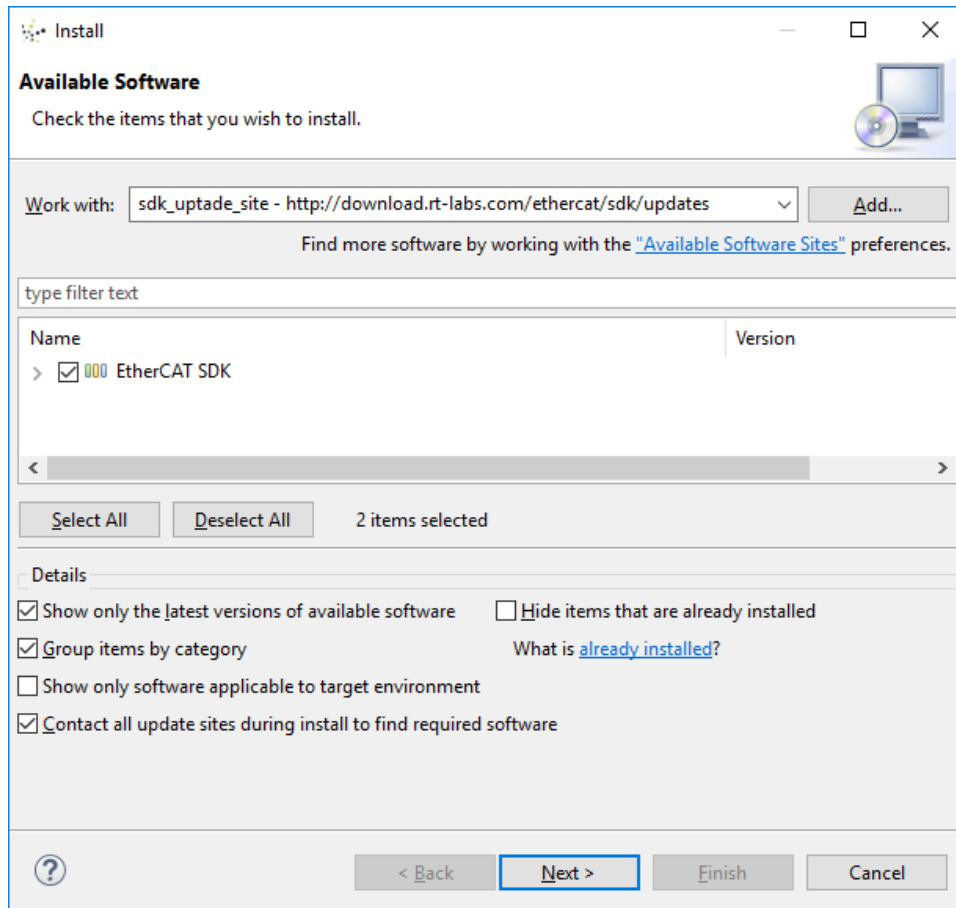 Install
Available Software
Check the items that you wish to install.
Work with: sdk_uptade_site - http://download.rt-labs.com/ethercat/sdk/updates Add...
Find more software by working with the "Available Software Sites" preferences.
type filter text
Name Version
EtherCAT SDK
Select All Deselect All 2 items selected
Details
Show only the latest versions of available software Hide items that are already installed
Group items by category What is already installed?
Show only software applicable to target environment
Contact all update sites during install to find required software
? < Back Next > Finish Cancel